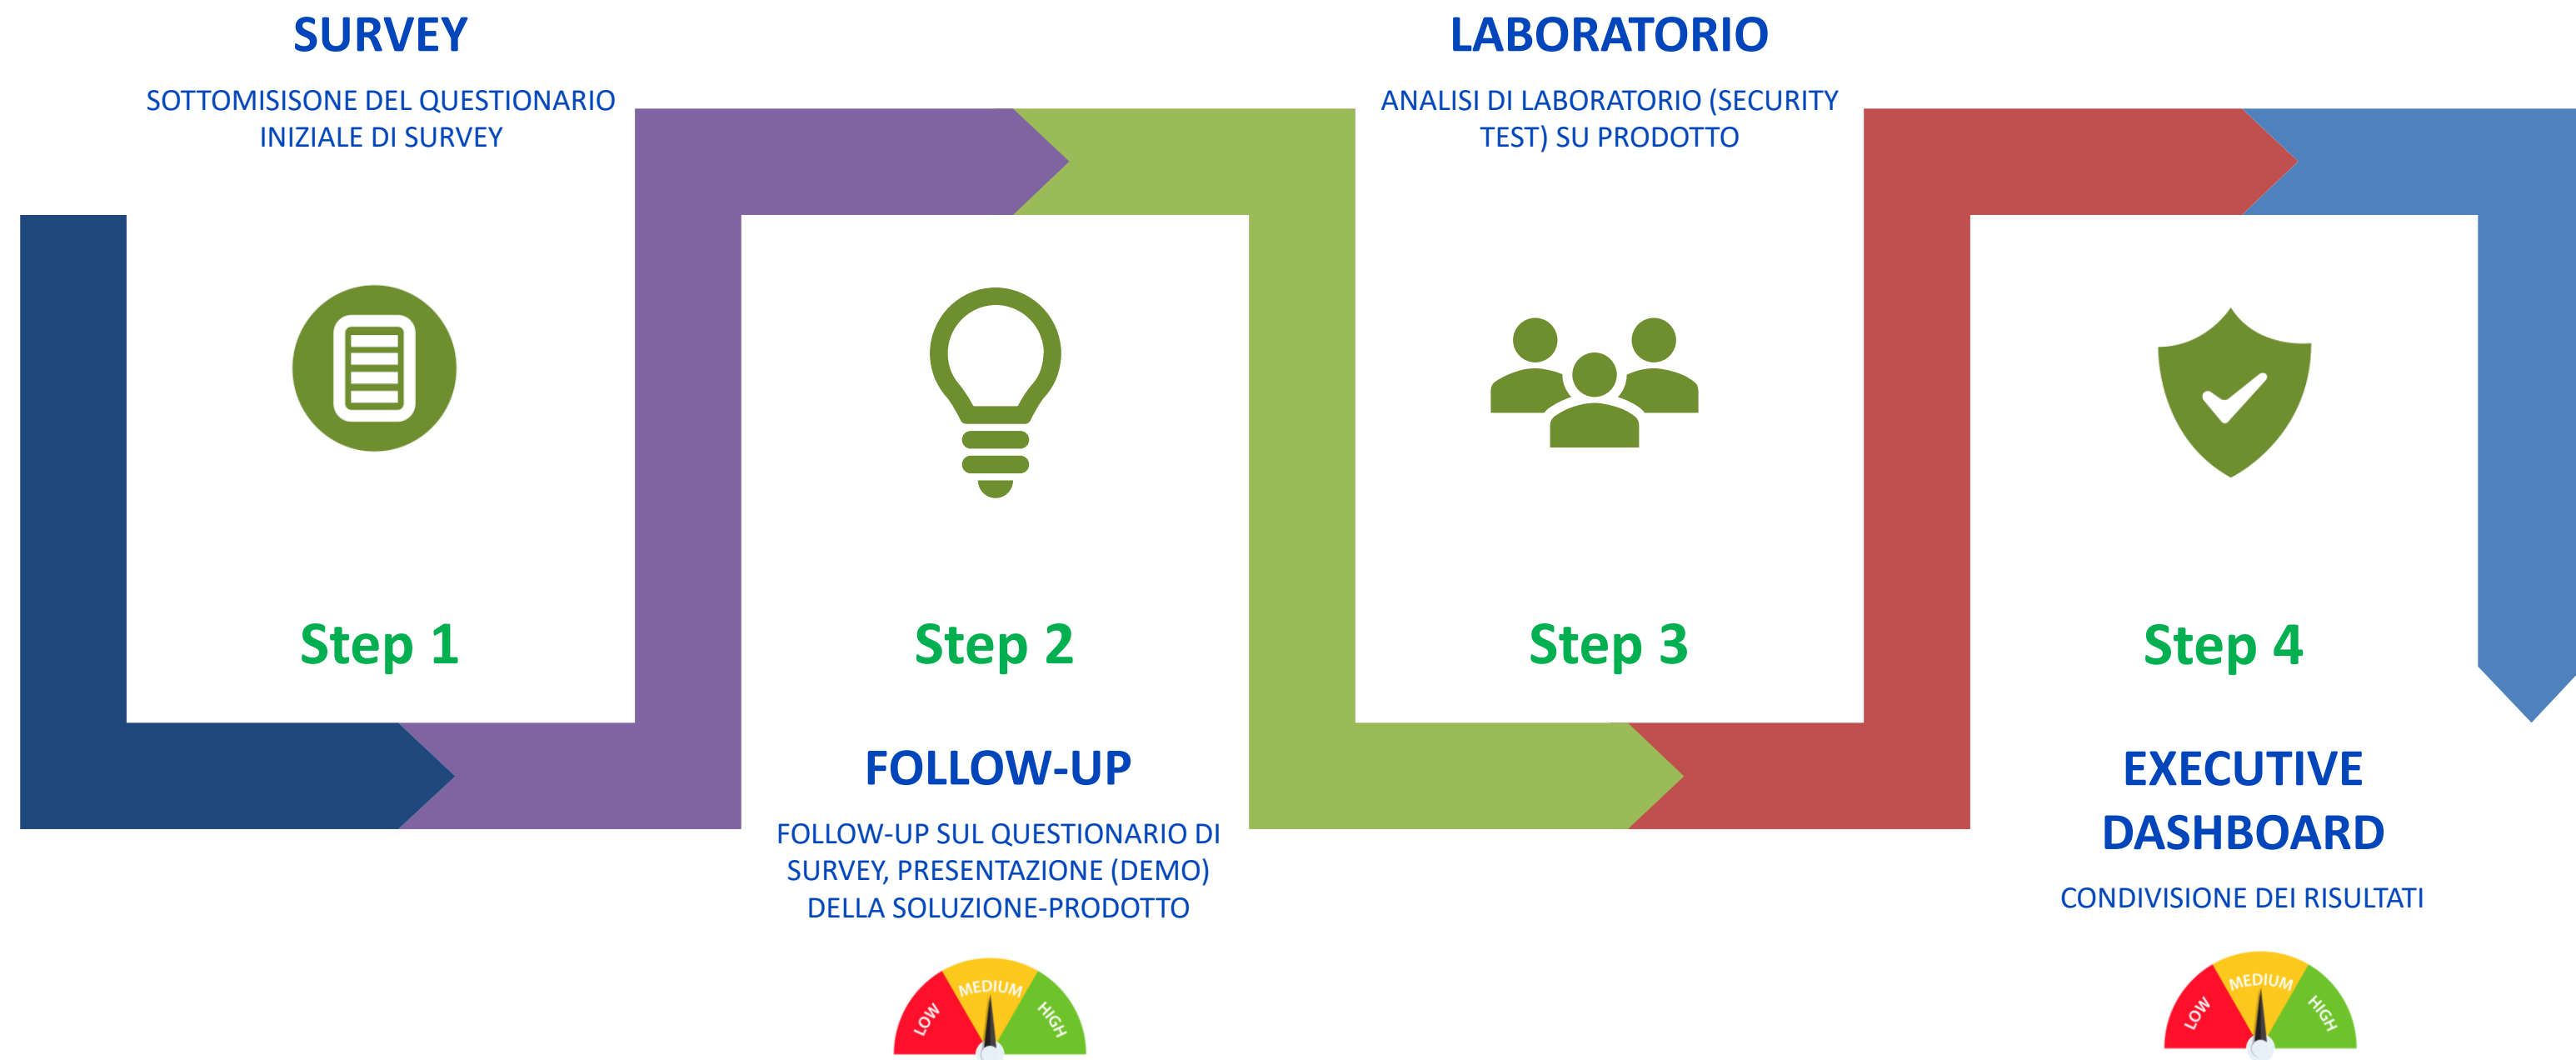 SURVEY
SOTTOMISISONE DEL QUESTIONARIO
INIZIALE DI SURVEY
Step 1
Step 2
FOLLOW-UP
FOLLOW-UP SUL QUESTIONARIO DI
SURVEY, PRESENTAZIONE (DEMO)
DELLA SOLUZIONE-PRODOTTO
LOW
MEDIUM
HIGH
LABORATORIO
ANALISI DI LABORATORIO (SECURITY
TEST) SU PRODOTTO
Step 3
Step 4
EXECUTIVE
DASHBOARD
CONDIVISIONE DEI RISULTATI
LOW
MEDIUM
HIGH